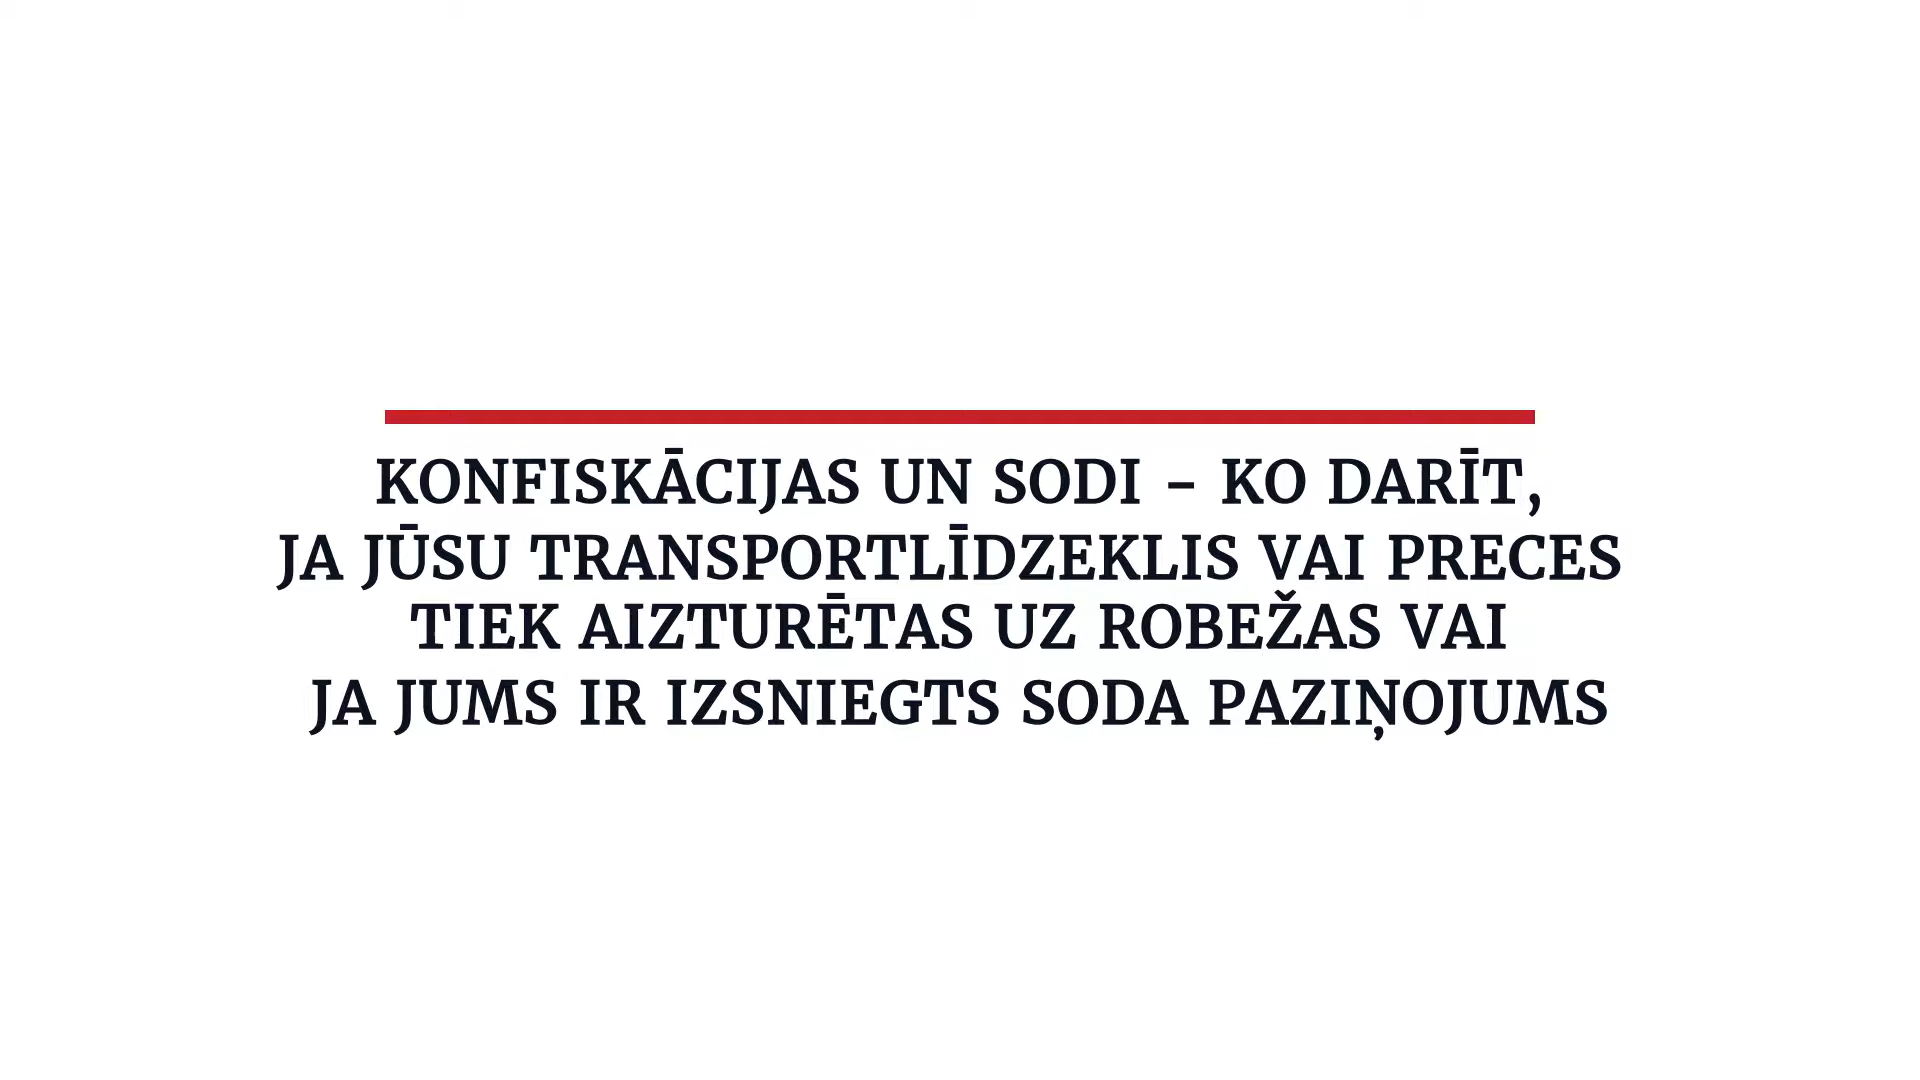 KONFISKĀCIJAS UN SODI – KO DARĪT,
JA JŪSU TRANSPORTLĪDZEKLIS VAI PRECES
TIEK AIZTURĒTAS UZ ROBEŽAS VAI
JA JUMS IR IZSNIEGTS SODA PAZIŅOJUMS